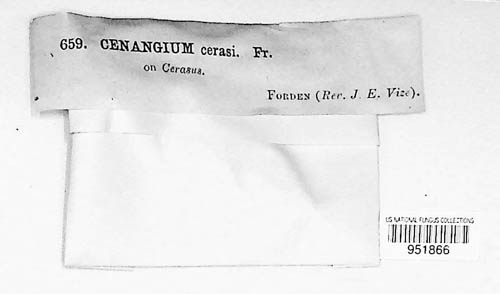 659. CENANGIUM cerasi. Fr.
on Cerasus.
FORDEN (Rev. J. E. Vize).
US NATIONAL FUNGUS COLLECTIONS
951866